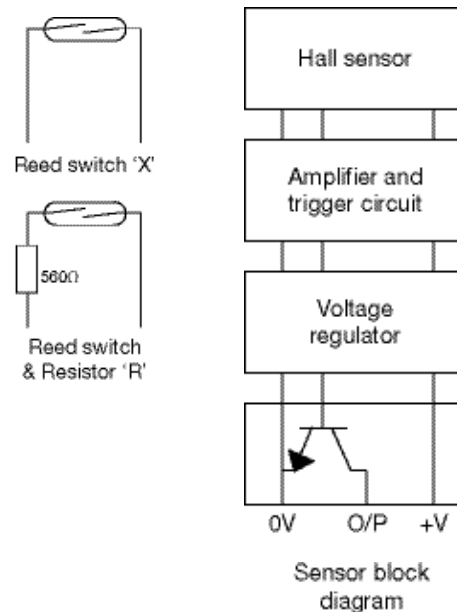 Reed switch ‘X’
560Ω
Reed switch
& Resistor ‘R’
Hall sensor
Amplifier and
trigger circuit
Voltage
regulator
0V O/P +V
Sensor block
diagram